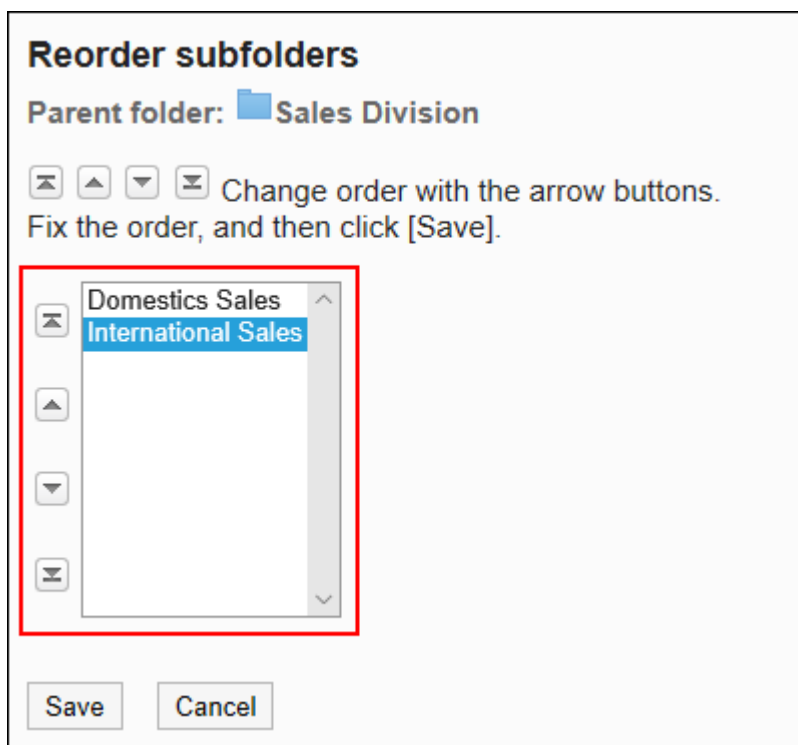 Reorder subfolders
Parent folder: Sales Division
Change order with the arrow buttons.
Fix the order, and then click [Save].
Domestics Sales
International Sales
Save Cancel